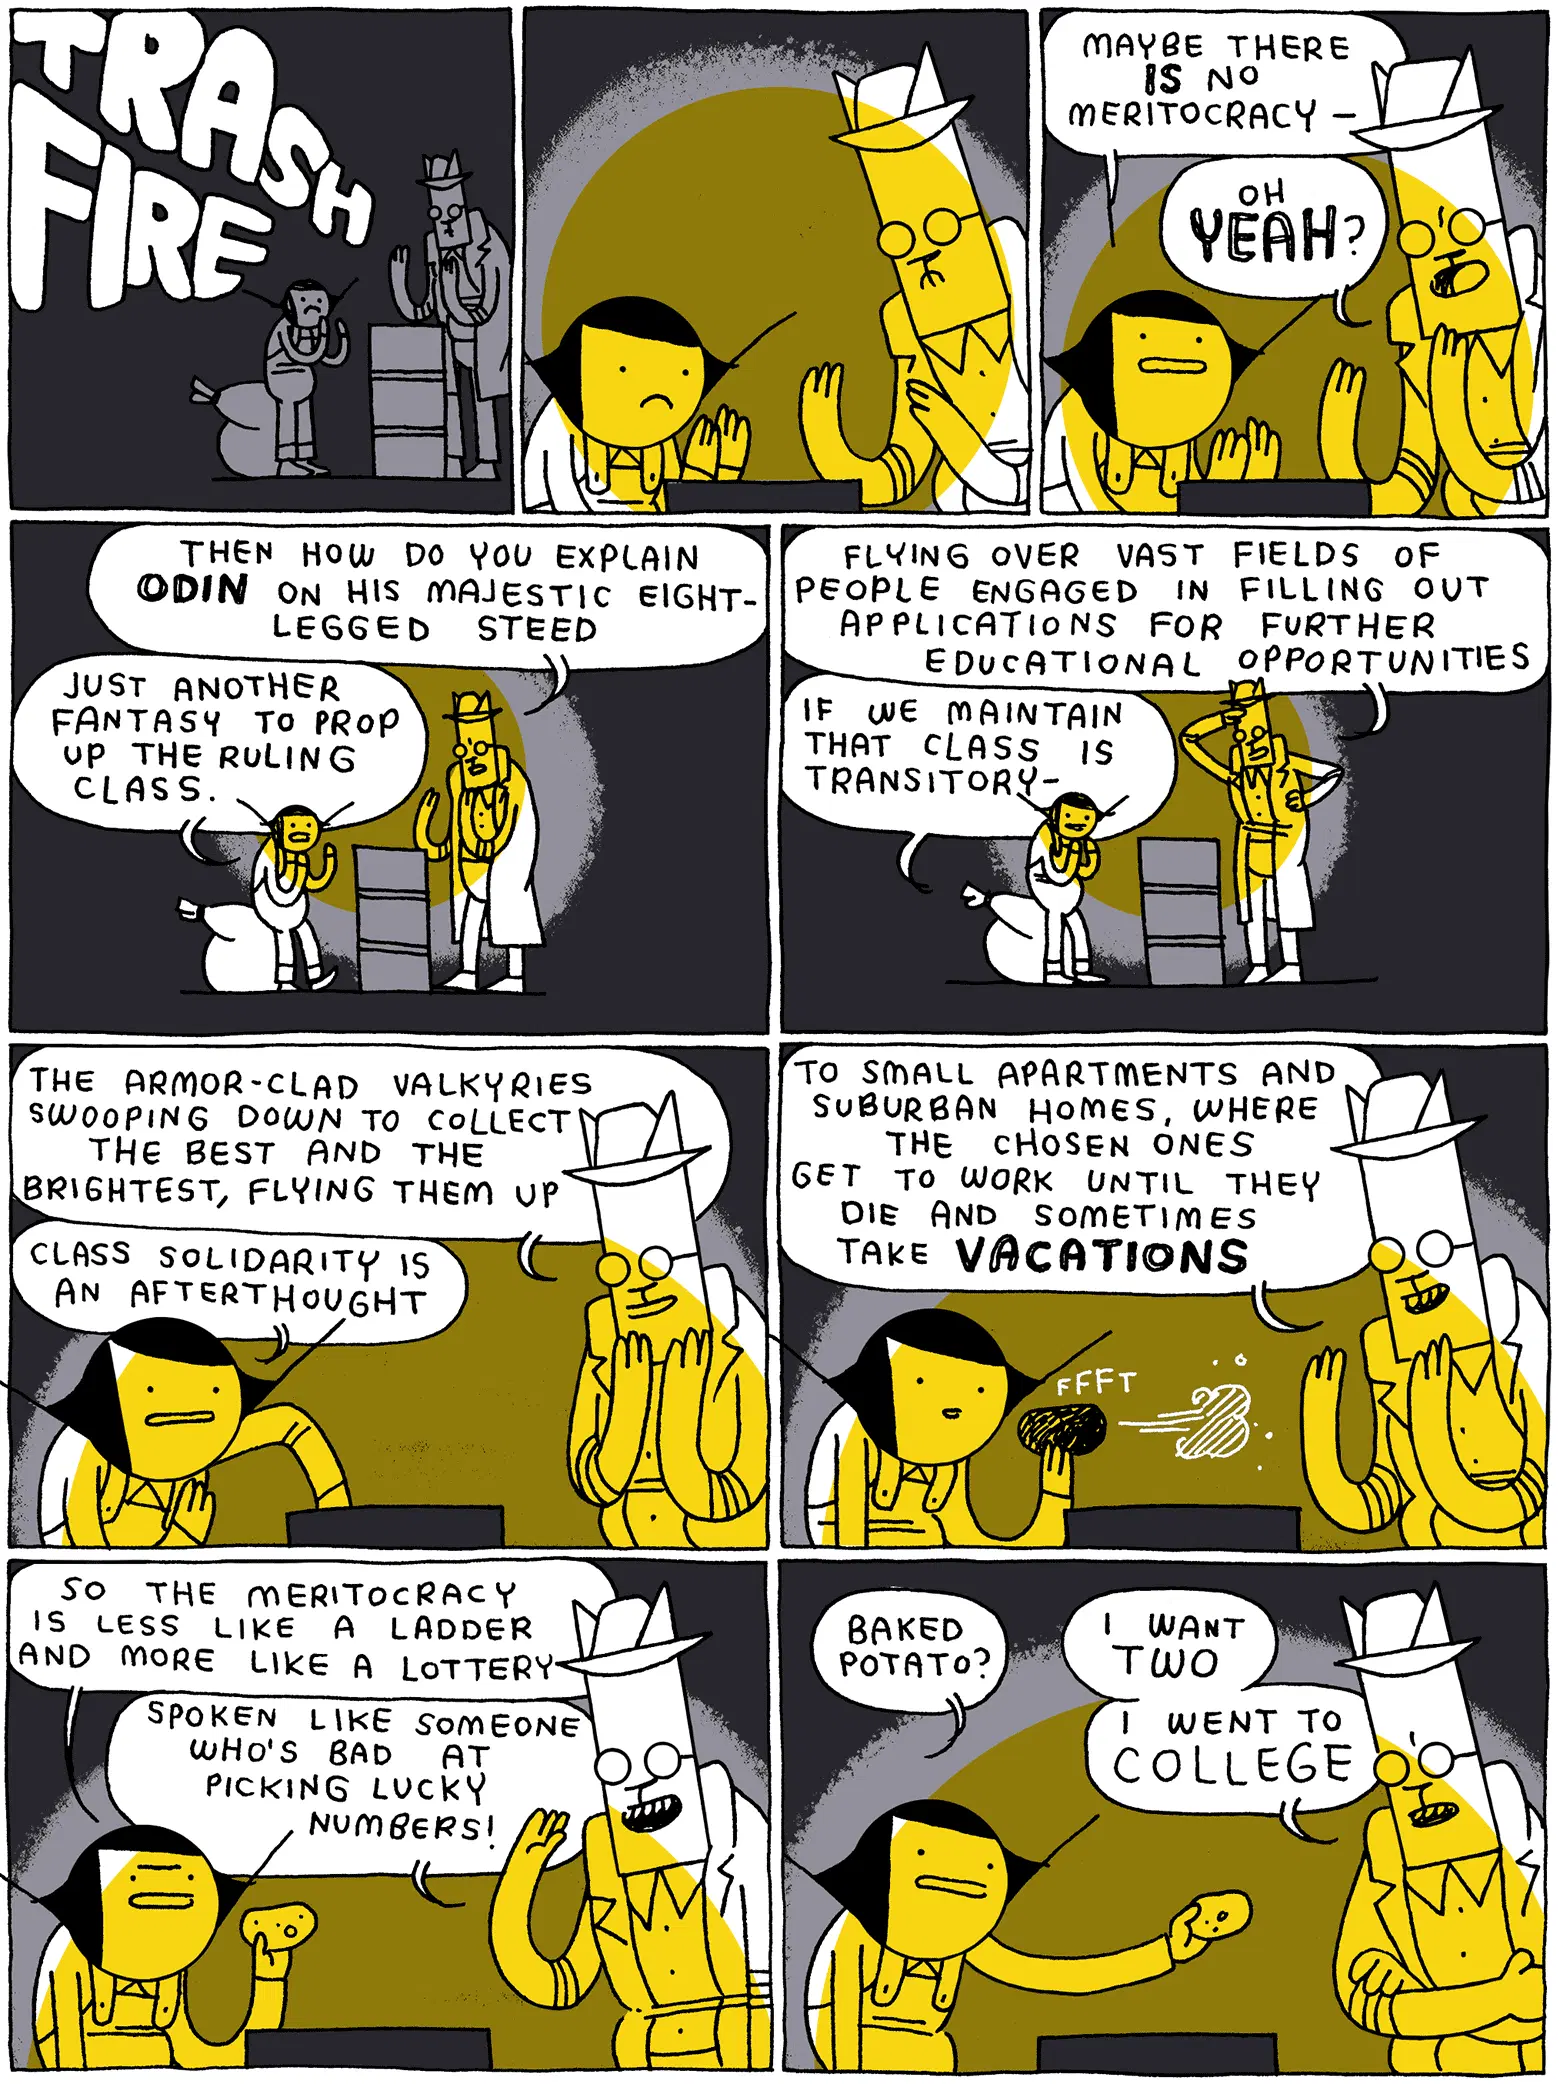 TRASH
FIRE
MAYBE THERE
IS NO
MERITOCRACY—
OH
YEAH?
THEN HOW DO YOU EXPLAIN
ODIN ON HIS MAJESTIC EIGHT-
LEGGED STEED
JUST ANOTHER
FANTASY TO PROP
UP THE RULING
CLASS.
FLYING OVER VAST FIELDS OF
PEOPLE ENGAGED IN FILLING OUT
APPLICATIONS FOR FURTHER
EDUCATIONAL OPPORTUNITIES
IF WE MAINTAIN
THAT CLASS IS
TRANSITORY—
THE ARMOR-CLAD VALKYRIES
SWOOPING DOWN TO COLLECT
THE BEST AND THE
BRIGHTEST, FLYING THEM UP
CLASS SOLIDARITY IS
AN AFTERTHOUGHT
TO SMALL APARTMENTS AND
SUBURBAN HOMES, WHERE
THE CHOSEN ONES
GET TO WORK UNTIL THEY
DIE AND SOMETIMES
TAKE VACATIONS
FFFT
SO THE MERITOCRACY
IS LESS LIKE A LADDER
AND MORE LIKE A LOTTERY—
SPOKEN LIKE SOMEONE
WHO'S BAD AT
PICKING LUCKY
NUMBERS!
BAKED
POTATO?
I WANT
TWO
I WENT TO
COLLEGE